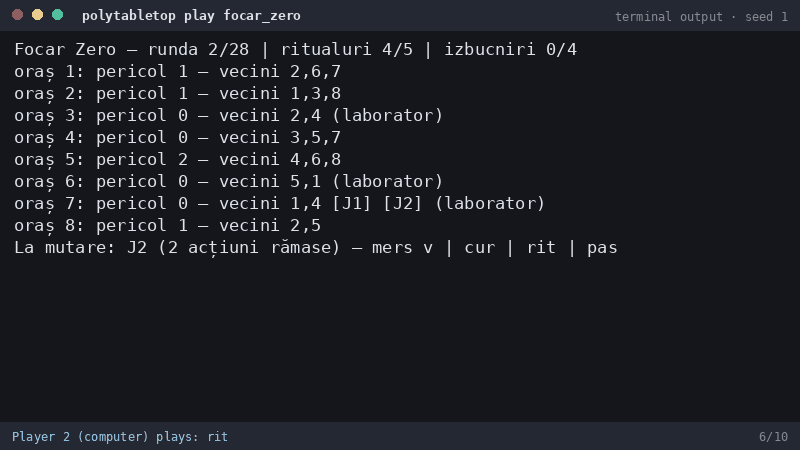 polytabletop play focar_zero
terminal output · seed 1
Focar Zero — runda 2/28 | ritualuri 4/5 | izbucniri 0/4
oraș 1: pericol 1 — vecini 2,6,7
oraș 2: pericol 1 — vecini 1,3,8
oraș 3: pericol 0 — vecini 2,4 (laborator)
oraș 4: pericol 0 — vecini 3,5,7
oraș 5: pericol 2 — vecini 4,6,8
oraș 6: pericol 0 — vecini 5,1 (laborator)
oraș 7: pericol 0 — vecini 1,4 [J1] [J2] (laborator)
oraș 8: pericol 1 — vecini 2,5
La mutare: J2 (2 acțiuni rămase) — mers v | cur | rit | pas
Player 2 (computer) plays: rit
6/10